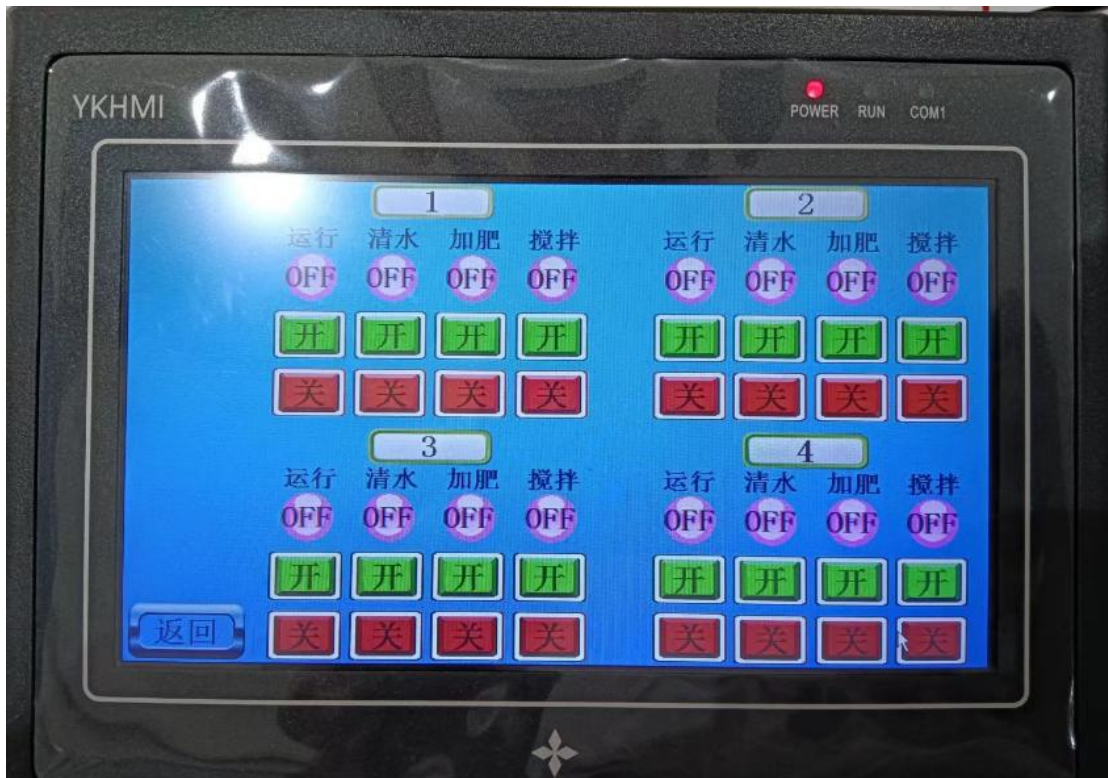 YKHMI
POWER RUN COM1
1 2
运行 清水 加肥 搅拌 运行 清水 加肥 搅拌
OFF OFF OFF OFF OFF OFF OFF OFF
开 开 开 开 开 开 开 开
关 关 关 关 关 关 关 关
3 4
运行 清水 加肥 搅拌 运行 清水 加肥 搅拌
OFF OFF OFF OFF OFF OFF OFF OFF
开 开 开 开 开 开 开 开
返回 关 关 关 关 关 关 关 关